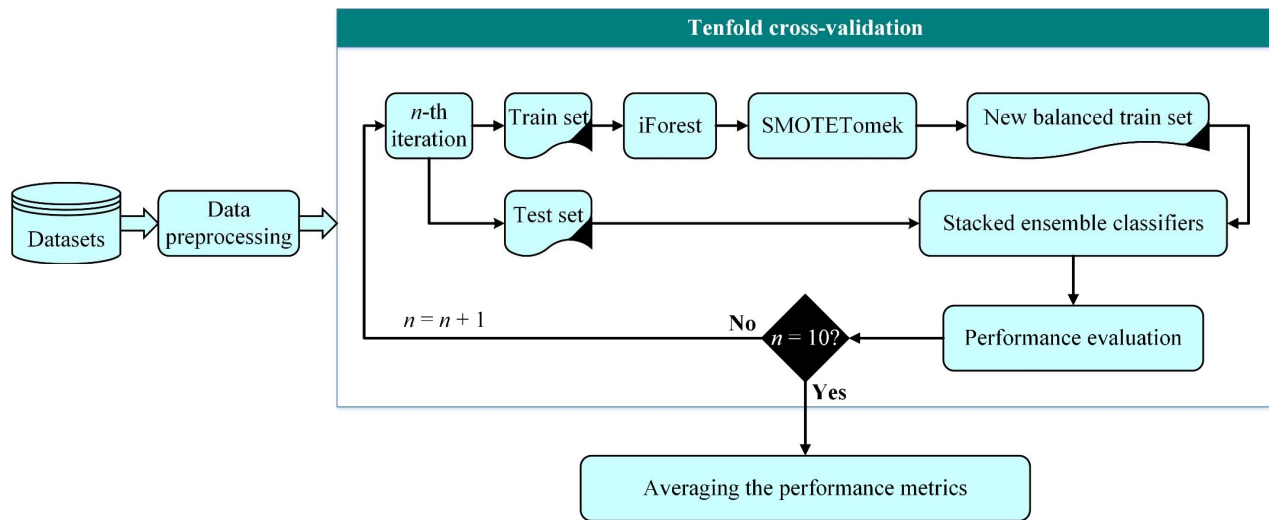 Tenfold cross-validation
n-th
iteration
Train set
iForest
SMOTETomek
New balanced train set
Datasets
Data
preprocessing
Test set
Stacked ensemble classifiers
n = n + 1
No
n = 10?
Performance evaluation
Yes
Averaging the performance metrics